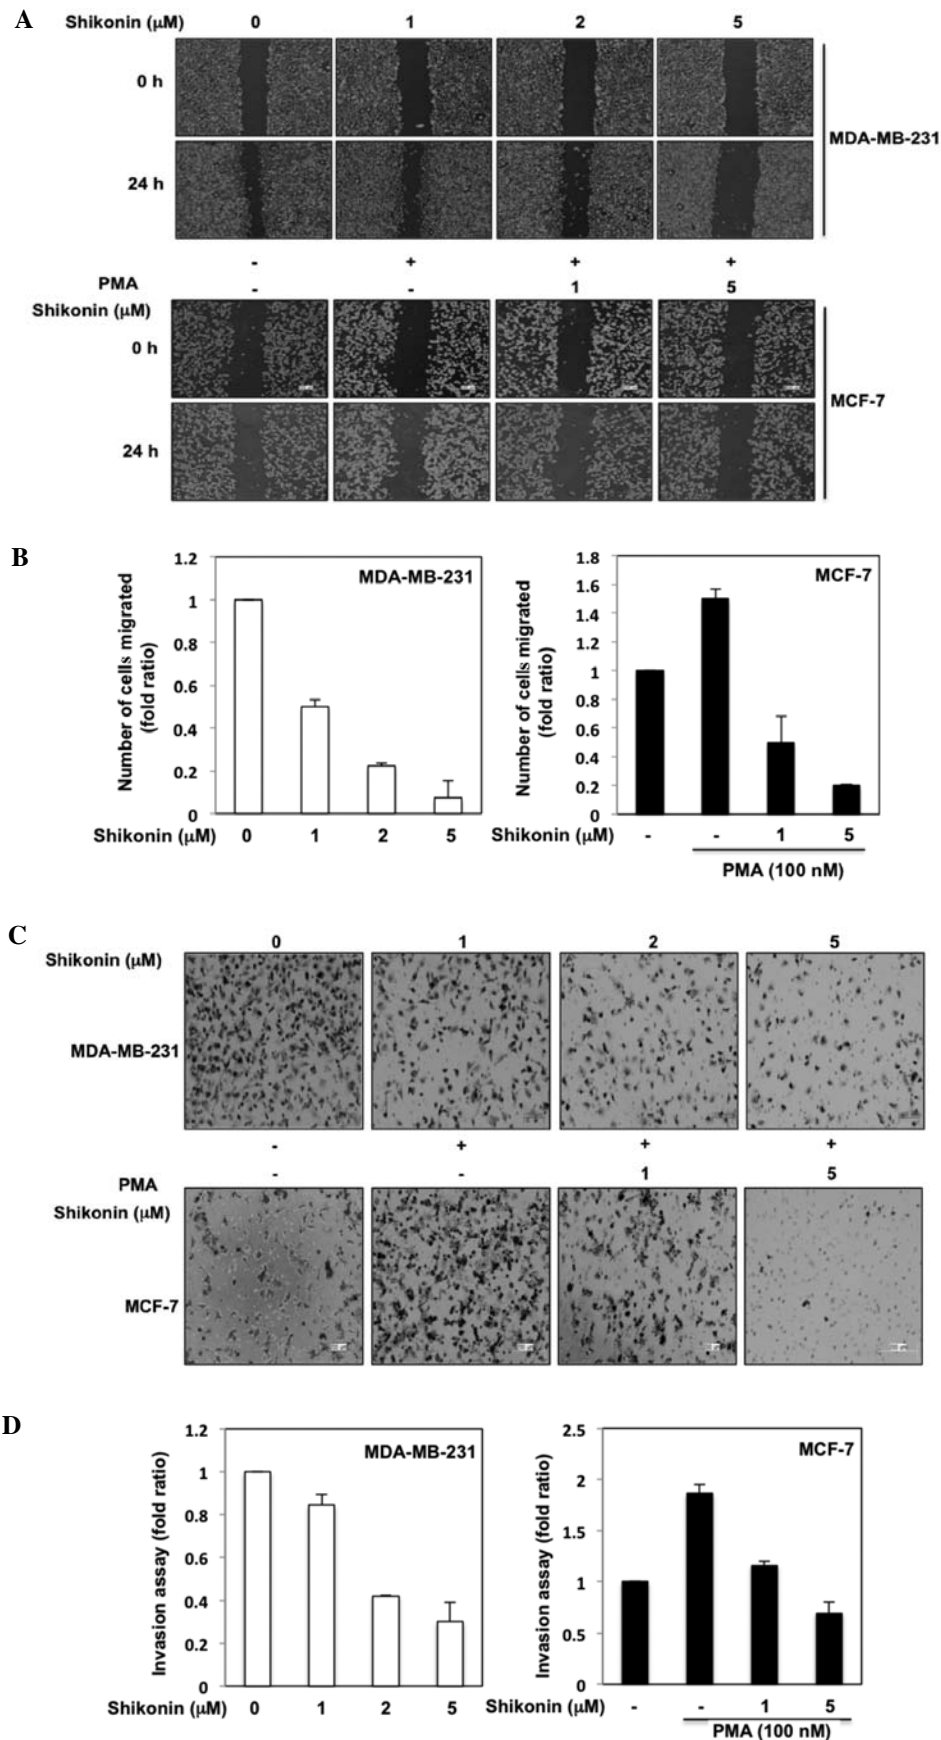 A
Shikonin (µM) 0 1 2 5
0 h
MDA-MB-231
24 h
- + + +
PMA - - 1 5
Shikonin (µM)
0 h
MCF-7
24 h
B
1.2
1
0.8
0.6
0.4
0.2
0
Number of cells migrated
(fold ratio)
MDA-MB-231
Shikonin (µM) 0 1 2 5
1.8
1.6
1.4
1.2
1
0.8
0.6
0.4
0.2
0
Number of cells migrated
(fold ratio)
MCF-7
Shikonin (µM) - - 1 5
PMA (100 nM)
C
0 1 2 5
Shikonin (µM)
MDA-MB-231
- + + +
- - 1 5
PMA
Shikonin (µM)
MCF-7
D
1.2
1
0.8
0.6
0.4
0.2
0
Invasion assay (fold ratio)
MDA-MB-231
Shikonin (µM) 0 1 2 5
2.5
2
1.5
1
0.5
0
Invasion assay (fold ratio)
MCF-7
Shikonin (µM) - - 1 5
PMA (100 nM)